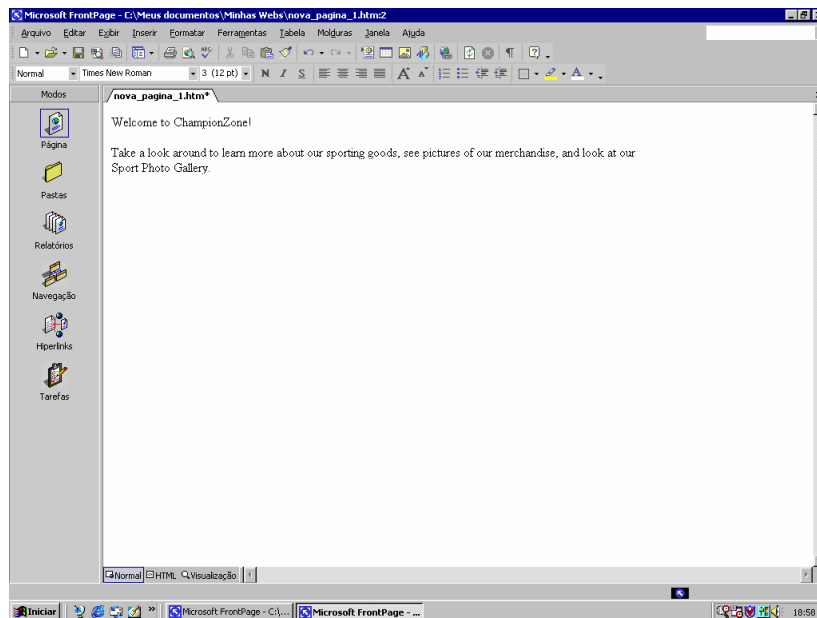 Microsoft FrontPage - C:\Meus documentos\Minhas Webs\nova_pagina_1.htm:2
Arquivo Editar Exibir Inserir Formatar Ferramentas Tabela Molduras Janela Ajuda
Normal Times New Roman 3 (12 pt) N I S
Modos
nova_pagina_1.htm*
Página
Pastas
Relatórios
Navegação
Hiperlinks
Tarefas
Welcome to ChampionZone!
Take a look around to learn more about our sporting goods, see pictures of our merchandise, and look at our
Sport Photo Gallery.
Normal HTML Visualização
Iniciar » Microsoft FrontPage - C:\... Microsoft FrontPage - ... 18:58